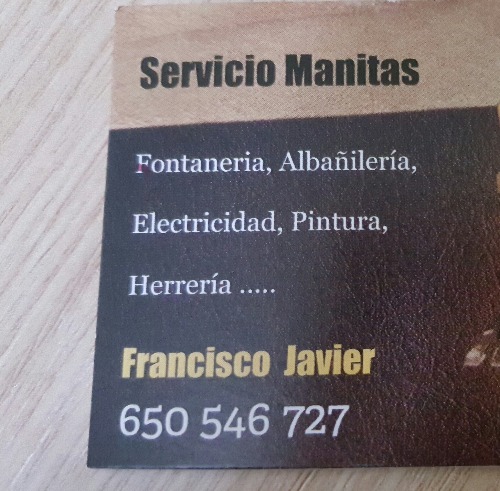 Servicio Manitas
Fontaneria, Albañilería,
Electricidad, Pintura,
Herrería .....
Francisco Javier
650 546 727